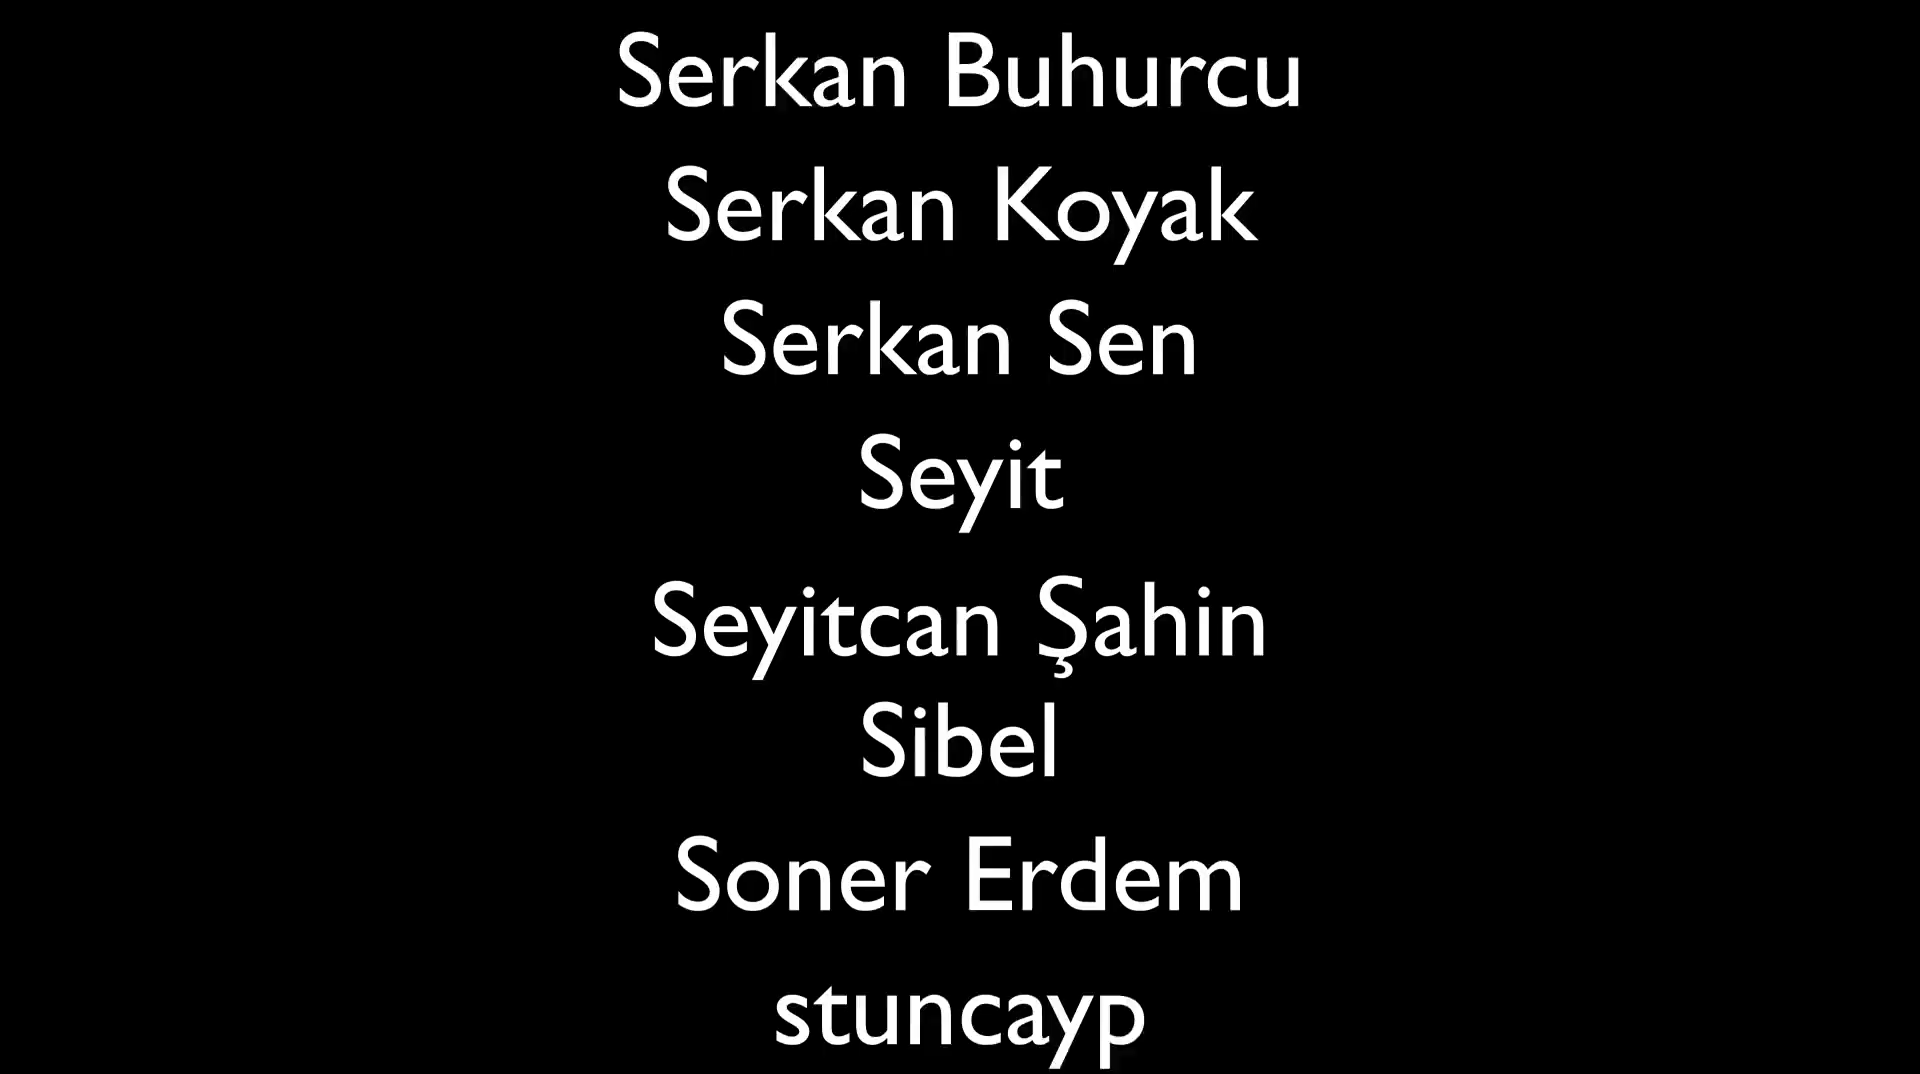 Serkan Buhurcu
Serkan Koyak
Serkan Sen
Seyit
Seyitcan Şahin
Sibel
Soner Erdem
stuncayp